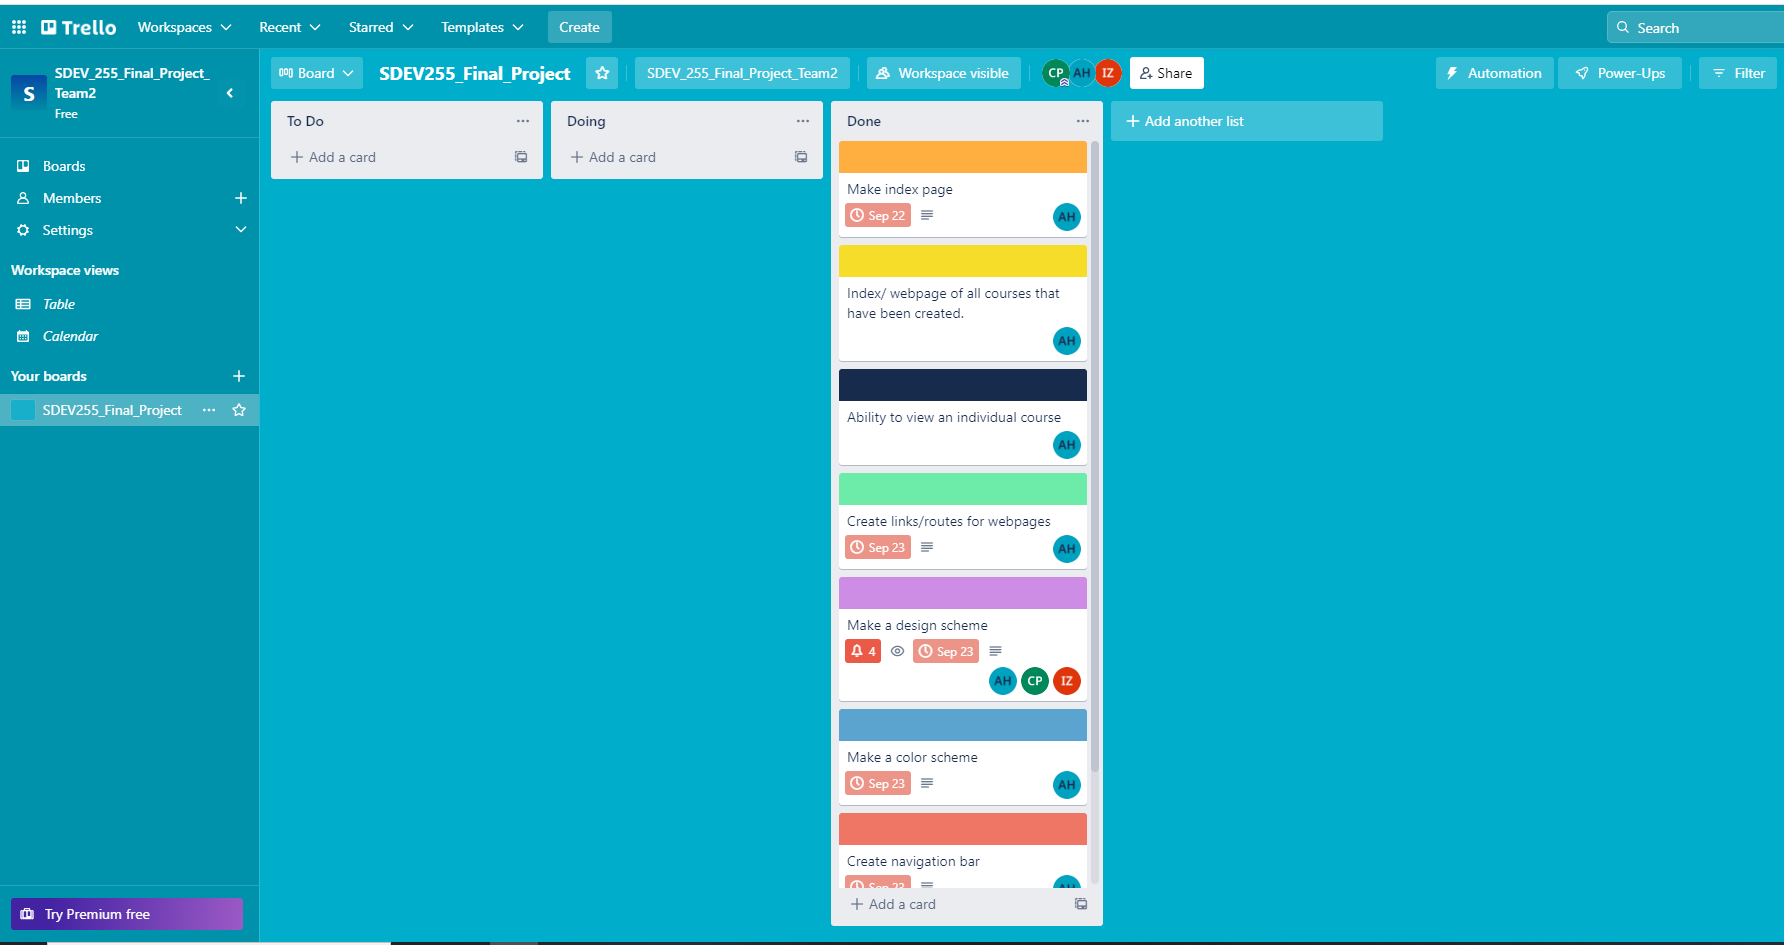 Trello
Workspaces
Recent
Starred
Templates
Create
Search
S
SDEV_255_Final_Project_
Team2
Free
Boards
Members
Settings
Workspace views
Table
Calendar
Your boards
SDEV255_Final_Project
Try Premium free
Board
SDEV255_Final_Project
SDEV_255_Final_Project_Team2
Workspace visible
CP
AH
IZ
Share
Automation
Power-Ups
Filter
To Do
Add a card
Doing
Add a card
Done
Make index page
Sep 22
AH
Index/ webpage of all courses that
have been created.
AH
Ability to view an individual course
AH
Create links/routes for webpages
Sep 23
AH
Make a design scheme
4
Sep 23
AH
CP
IZ
Make a color scheme
Sep 23
AH
Create navigation bar
Sep 23
AH
Add a card
Add another list